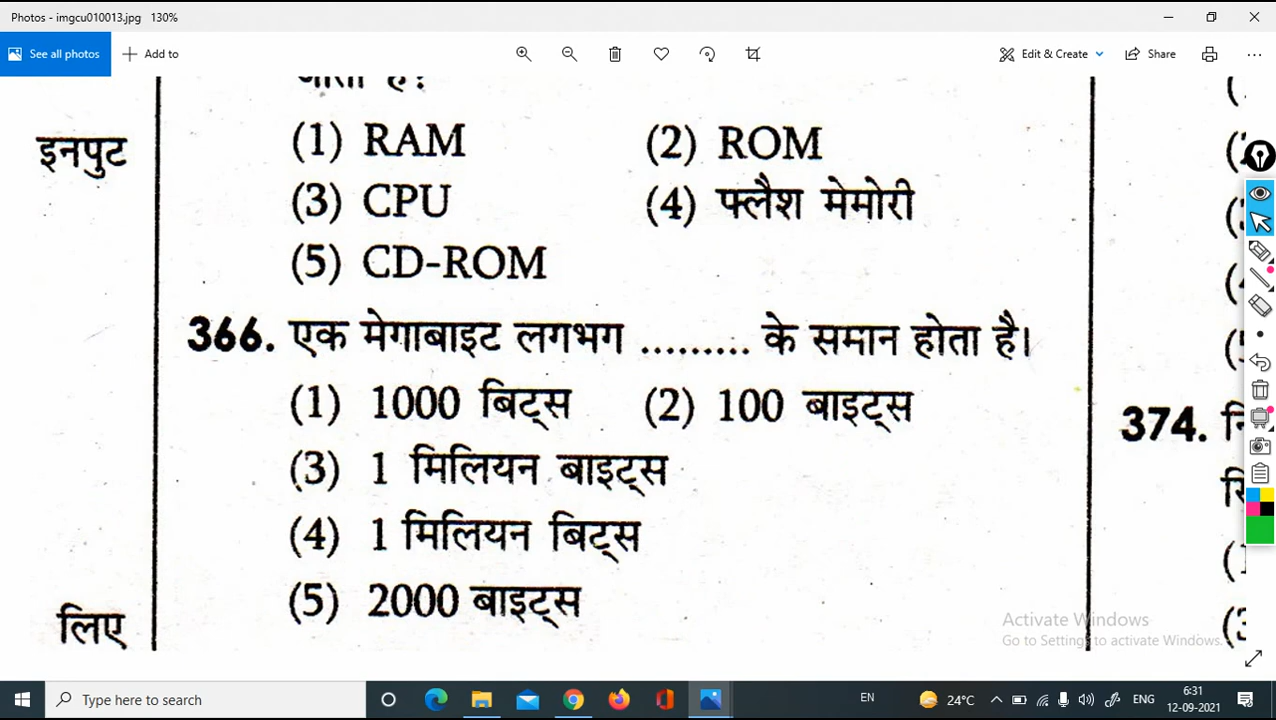 Photos - imgcu010013.jpg 130%
See all photos
Add to
Edit & Create
Share
जाता है?
इनपुट
(1) RAM
(2) ROM
(3) CPU
(4) फ्लैश मेमोरी
(5) CD-ROM
366. एक मेगाबाइट लगभग ......... के समान होता है।
(1) 1000 बिट्स
(2) 100 बाइट्स
(3) 1 मिलियन बाइट्स
(4) 1 मिलियन बिट्स
(5) 2000 बाइट्स
लिए
374.
Activate Windows
Go to Settings to activate Windows.
Type here to search
EN
24°C
ENG
6:31
12-09-2021